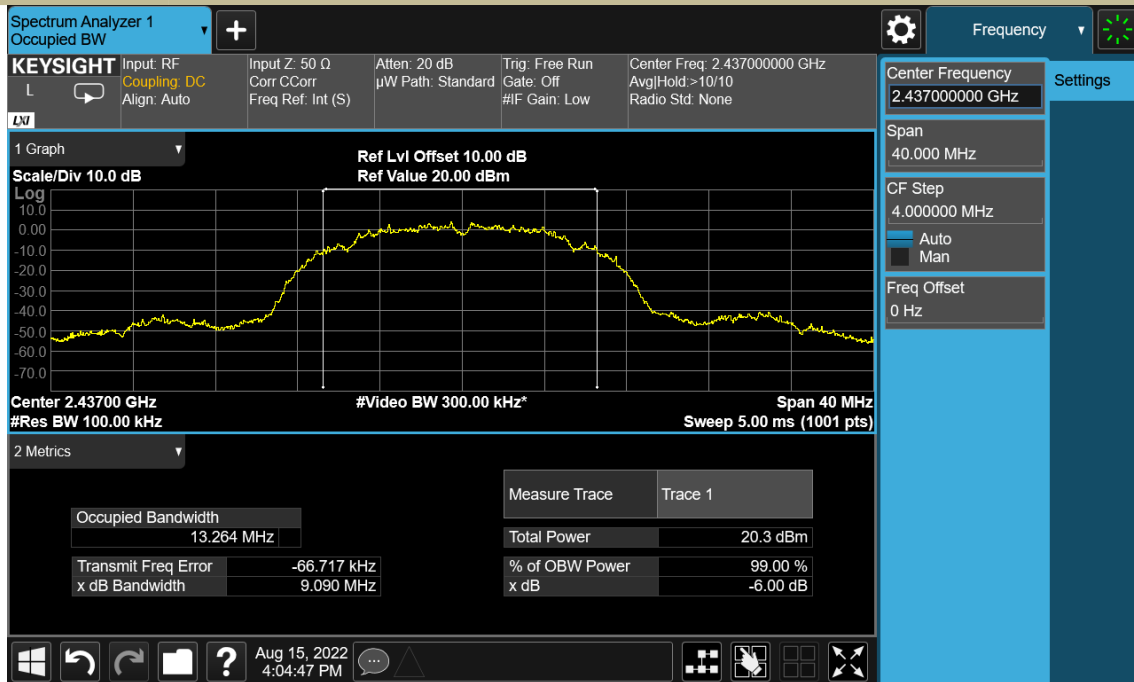 Spectrum Analyzer 1
Occupied BW
Frequency
KEYSIGHT
L
LXI
Input: RF
Coupling: DC
Align: Auto
Input Z: 50 Ω
Corr CCorr
Freq Ref: Int (S)
Atten: 20 dB
µW Path: Standard
Trig: Free Run
Gate: Off
#IF Gain: Low
Center Freq: 2.437000000 GHz
Avg|Hold:>10/10
Radio Std: None
Center Frequency
2.437000000 GHz
Settings
Span
40.000 MHz
CF Step
4.000000 MHz
Auto
Man
Freq Offset
0 Hz
1 Graph
Scale/Div 10.0 dB
Ref Lvl Offset 10.00 dB
Ref Value 20.00 dBm
Log
10.0
0.00
-10.0
-20.0
-30.0
-40.0
-50.0
-60.0
-70.0
Center 2.43700 GHz
#Video BW 300.00 kHz*
Span 40 MHz
#Res BW 100.00 kHz
Sweep 5.00 ms (1001 pts)
2 Metrics
Measure Trace Trace 1
Occupied Bandwidth
13.264 MHz
Total Power 20.3 dBm
Transmit Freq Error -66.717 kHz
% of OBW Power 99.00 %
x dB Bandwidth 9.090 MHz
x dB -6.00 dB
?
Aug 15, 2022
4:04:47 PM